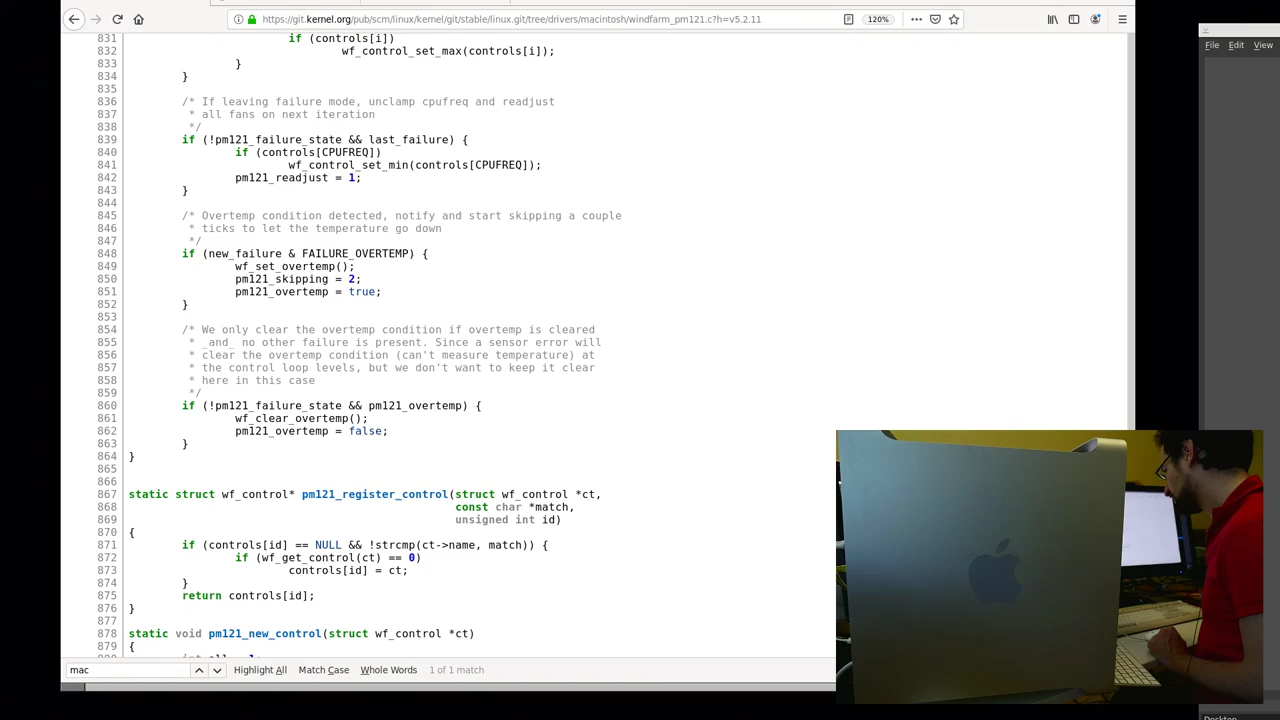 https://git.kernel.org/pub/scm/linux/kernel/git/stable/linux.git/tree/drivers/macintosh/windfarm_pm121.c?h=v5.2.11
120%
File Edit View
831 if (controls[i])
832 wf_control_set_max(controls[i]);
833 }
834 }
835
836 /* If leaving failure mode, unclamp cpufreq and readjust
837 * all fans on next iteration
838 */
839 if (!pm121_failure_state && last_failure) {
840 if (controls[CPUFREQ])
841 wf_control_set_min(controls[CPUFREQ]);
842 pm121_readjust = 1;
843 }
844
845 /* Overtemp condition detected, notify and start skipping a couple
846 * ticks to let the temperature go down
847 */
848 if (new_failure & FAILURE_OVERTEMP) {
849 wf_set_overtemp();
850 pm121_skipping = 2;
851 pm121_overtemp = true;
852 }
853
854 /* We only clear the overtemp condition if overtemp is cleared
855 * _and_ no other failure is present. Since a sensor error will
856 * clear the overtemp condition (can't measure temperature) at
857 * the control loop levels, but we don't want to keep it clear
858 * here in this case
859 */
860 if (!pm121_failure_state && pm121_overtemp) {
861 wf_clear_overtemp();
862 pm121_overtemp = false;
863 }
864 }
865
866
867 static struct wf_control* pm121_register_control(struct wf_control *ct,
868 const char *match,
869 unsigned int id)
870 {
871 if (controls[id] == NULL && !strcmp(ct->name, match)) {
872 if (wf_get_control(ct) == 0)
873 controls[id] = ct;
874 }
875 return controls[id];
876 }
877
878 static void pm121_new_control(struct wf_control *ct)
879 {
mac
Highlight All Match Case Whole Words 1 of 1 match
Desktop